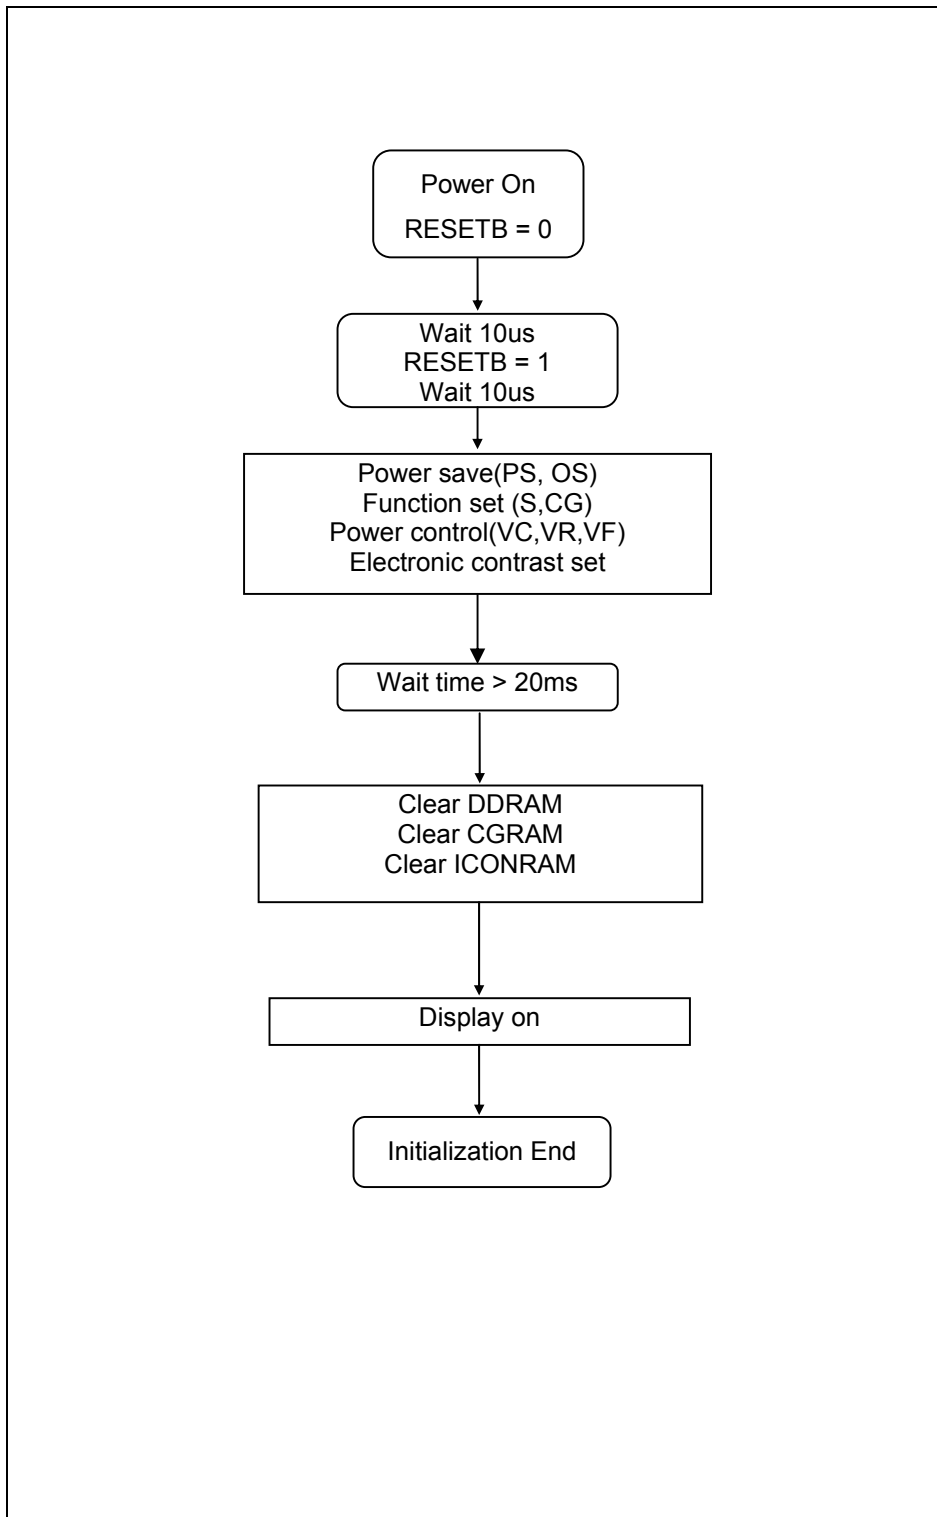 Power On
RESETB = 0
Wait 10us
RESETB = 1
Wait 10us
Power save(PS, OS)
Function set (S,CG)
Power control(VC,VR,VF)
Electronic contrast set
Wait time > 20ms
Clear DDRAM
Clear CGRAM
Clear ICONRAM
Display on
Initialization End